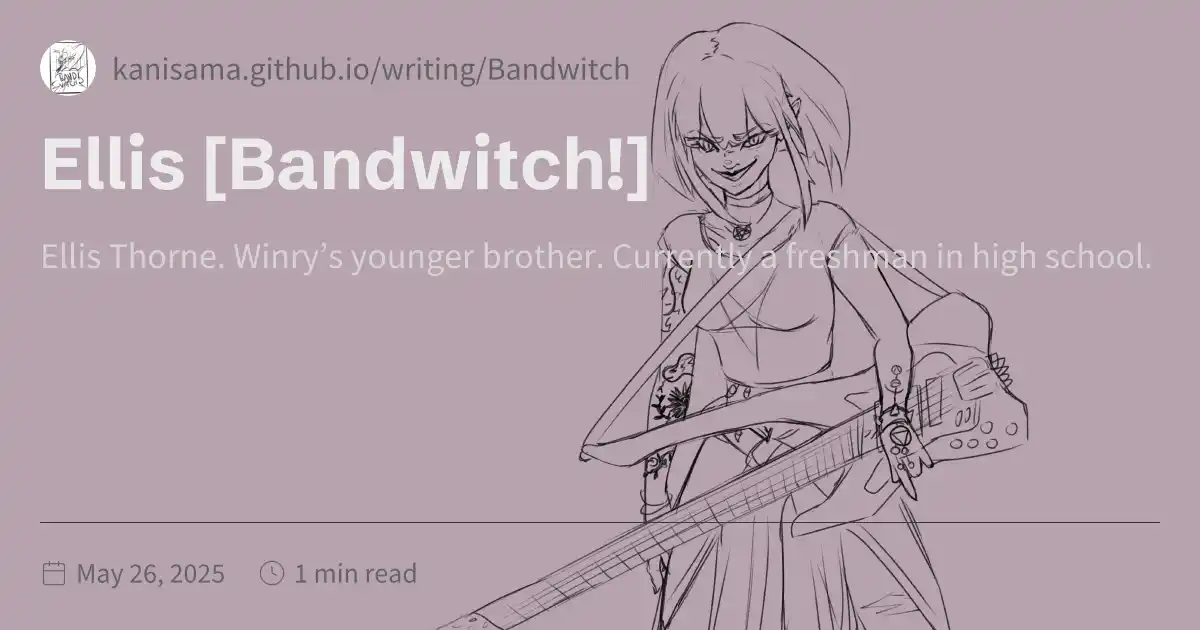 kanisama.github.io/writing/Bandwitch
Ellis [Bandwitch!]
Ellis Thorne. Winry’s younger brother. Currently a freshman in high school.
May 26, 2025
1 min read